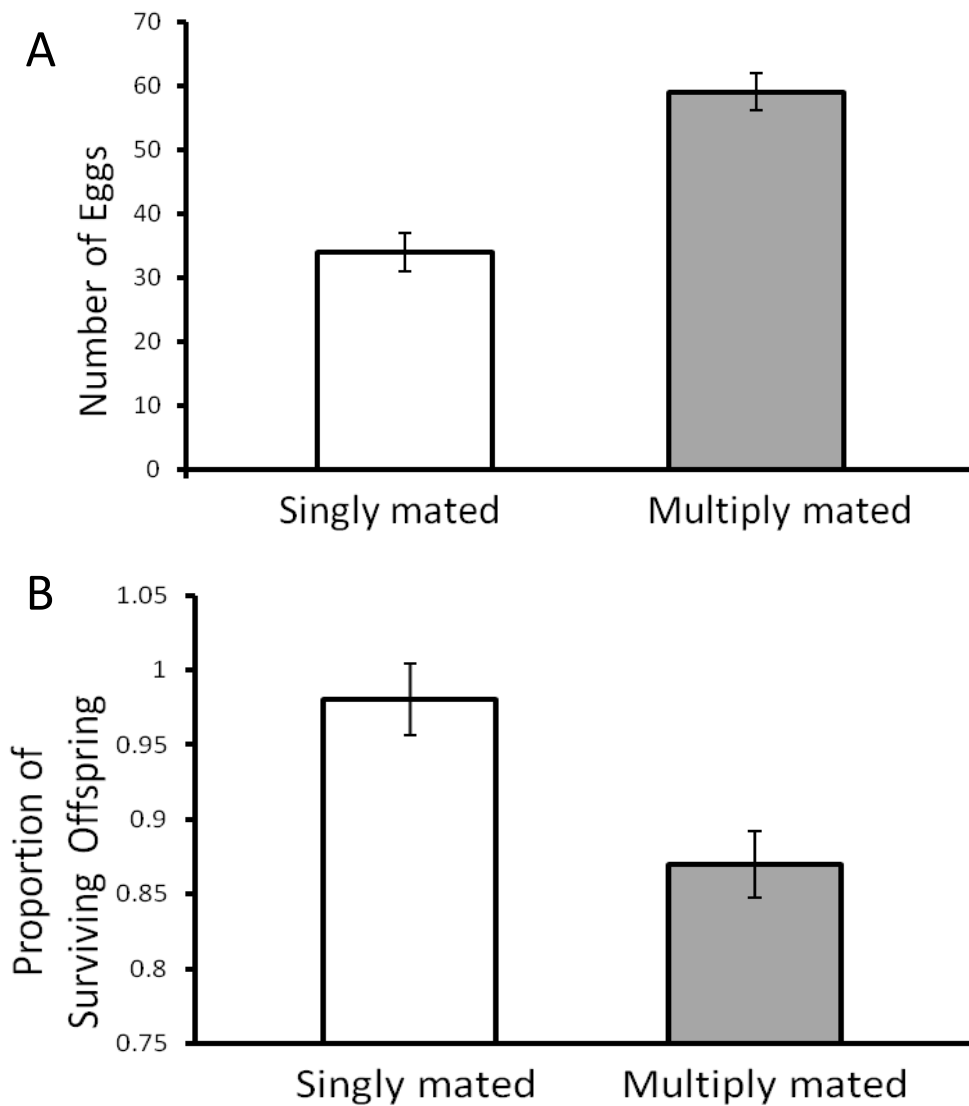 A
70
60
50
40
30
20
10
0
Number of Eggs
Singly mated
Multiply mated
B
1.05
1
0.95
0.9
0.85
0.8
0.75
Proportion of
Surviving Offspring
Singly mated
Multiply mated